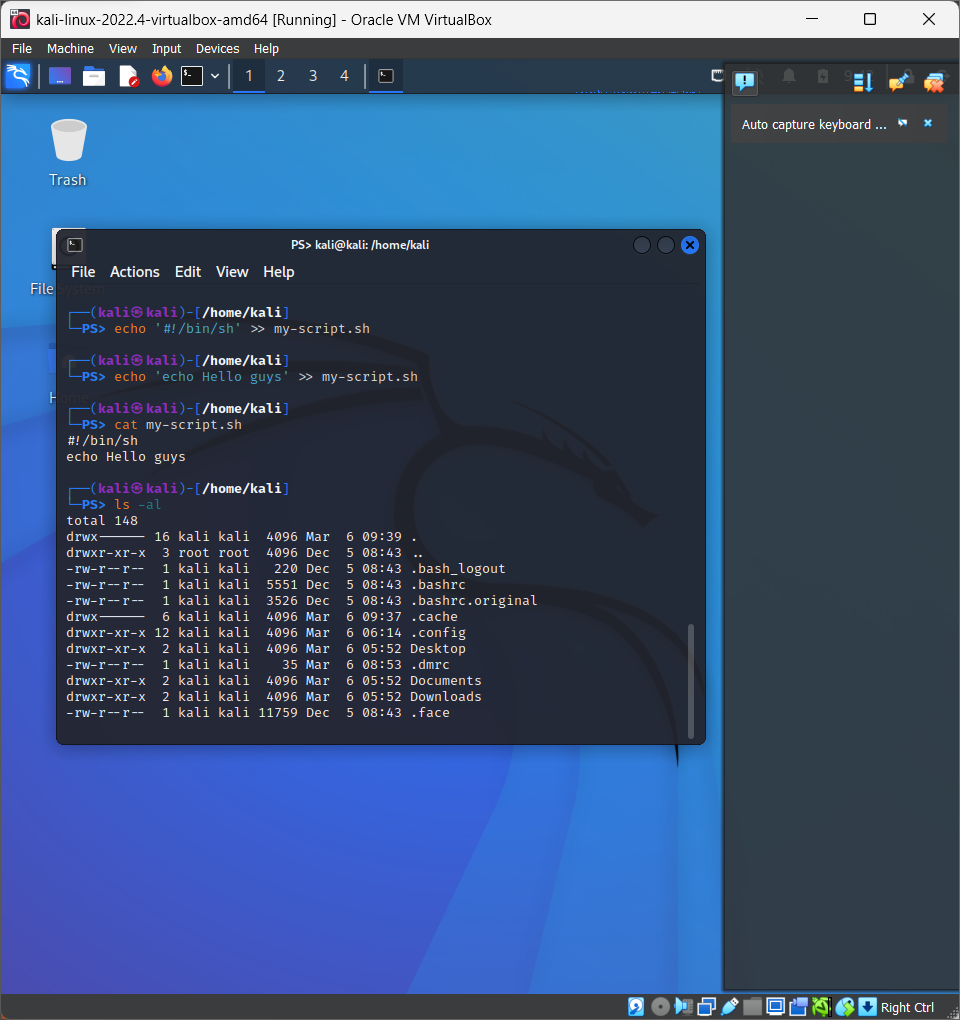 kali-linux-2022.4-virtualbox-amd64 [Running] - Oracle VM VirtualBox
File Machine View Input Devices Help
1 2 3 4
Auto capture keyboard ...
Trash
PS> kali@kali: /home/kali
File Actions Edit View Help
File System
┌──(kali㉿kali)-[/home/kali]
└─PS> echo '#!/bin/sh' >> my-script.sh
┌──(kali㉿kali)-[/home/kali]
└─PS> echo 'echo Hello guys' >> my-script.sh
Home
┌──(kali㉿kali)-[/home/kali]
└─PS> cat my-script.sh
#!/bin/sh
echo Hello guys
┌──(kali㉿kali)-[/home/kali]
└─PS> ls -al
total 148
drwx------ 16 kali kali 4096 Mar 6 09:39 .
drwxr-xr-x 3 root root 4096 Dec 5 08:43 ..
-rw-r--r-- 1 kali kali 220 Dec 5 08:43 .bash_logout
-rw-r--r-- 1 kali kali 5551 Dec 5 08:43 .bashrc
-rw-r--r-- 1 kali kali 3526 Dec 5 08:43 .bashrc.original
drwx------ 6 kali kali 4096 Mar 6 09:37 .cache
drwxr-xr-x 12 kali kali 4096 Mar 6 06:14 .config
drwxr-xr-x 2 kali kali 4096 Mar 6 05:52 Desktop
-rw-r--r-- 1 kali kali 35 Mar 6 08:53 .dmrc
drwxr-xr-x 2 kali kali 4096 Mar 6 05:52 Documents
drwxr-xr-x 2 kali kali 4096 Mar 6 05:52 Downloads
-rw-r--r-- 1 kali kali 11759 Dec 5 08:43 .face
Right Ctrl